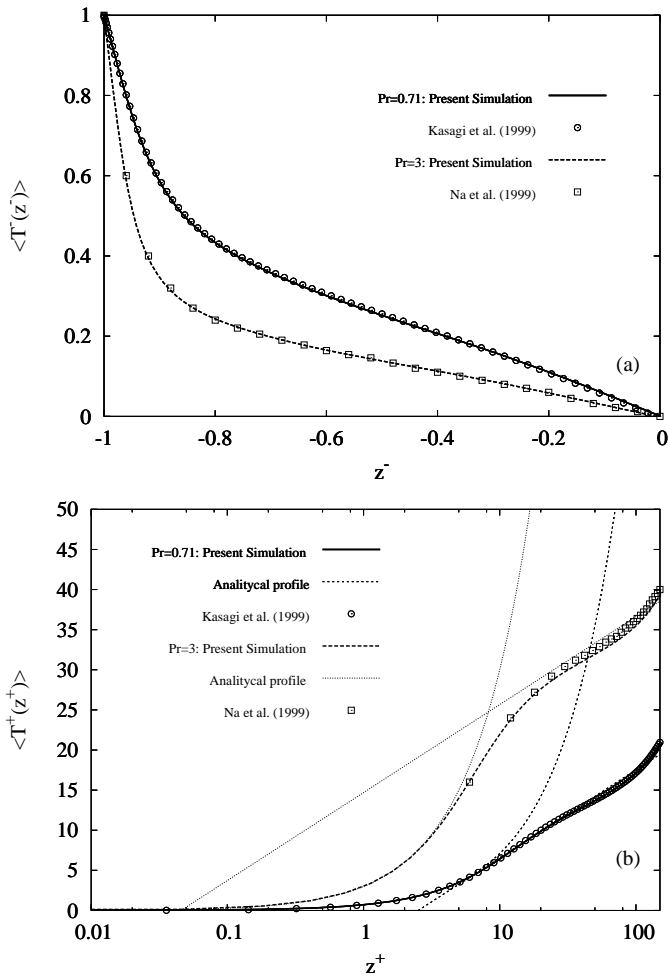 1
0.8
0.6
0.4
0.2
0
-1
-0.8
-0.6
-0.4
-0.2
0
<T⁻(z⁻)>
z⁻
Pr=0.71: Present Simulation
Kasagi et al. (1999)
Pr=3: Present Simulation
Na et al. (1999)
(a)
50
45
40
35
30
25
20
15
10
5
0
0.01
0.1
1
10
100
<T⁺(z⁺)>
z⁺
Pr=0.71: Present Simulation
Analitycal profile
Kasagi et al. (1999)
Pr=3: Present Simulation
Analitycal profile
Na et al. (1999)
(b)